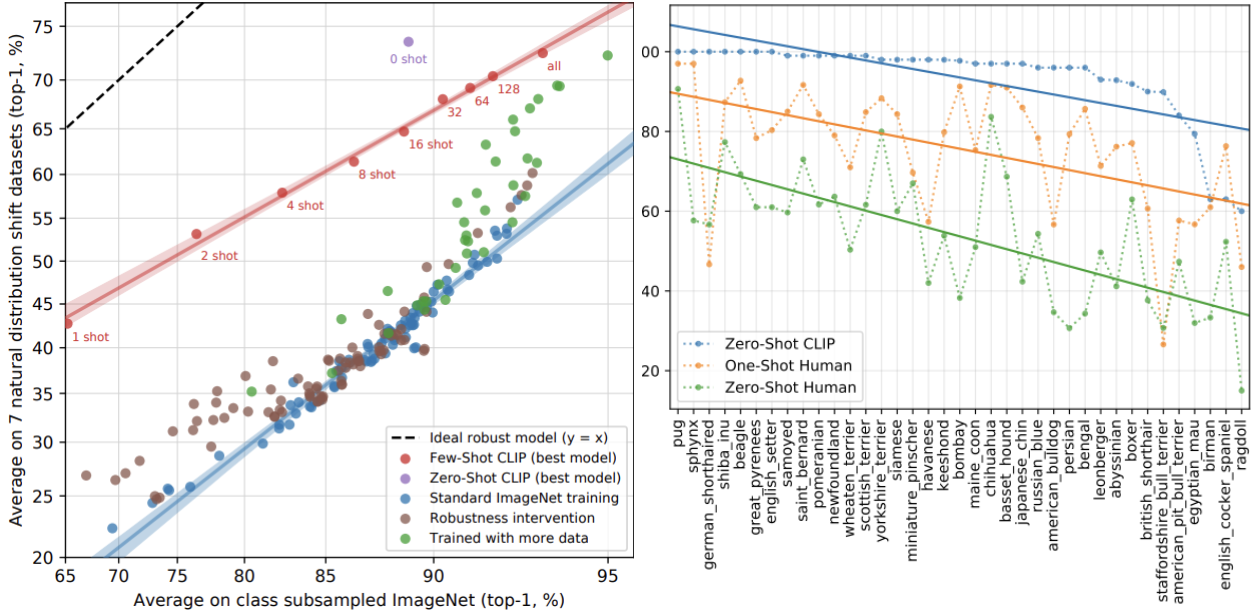 Average on 7 natural distribution shift datasets (top-1, %)
75
70
65
60
55
50
45
40
35
30
25
20
65
70
75
80
85
90
95
Average on class subsampled ImageNet (top-1, %)
0 shot
all
128
64
32
16 shot
8 shot
4 shot
2 shot
1 shot
Ideal robust model (y = x)
Few-Shot CLIP (best model)
Zero-Shot CLIP (best model)
Standard ImageNet training
Robustness intervention
Trained with more data
00
80
60
40
20
Zero-Shot CLIP
One-Shot Human
Zero-Shot Human
pug
sphynx
german_shorthaired
shiba_inu
beagle
great_pyrenees
english_setter
samoyed
saint_bernard
pomeranian
newfoundland
wheaten_terrier
scottish_terrier
yorkshire_terrier
siamese
miniature_pinscher
havanese
keeshond
bombay
maine_coon
chihuahua
basset_hound
japanese_chin
russian_blue
american_bulldog
persian
bengal
leonberger
abyssinian
boxer
british_shorthair
staffordshire_bull_terrier
american_pit_bull_terrier
egyptian_mau
birman
english_cocker_spaniel
ragdoll